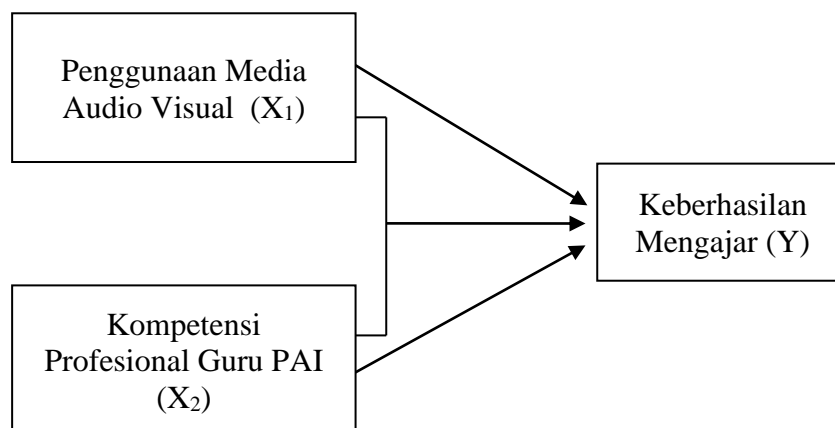 Penggunaan Media
Audio Visual (X₁)
Keberhasilan
Mengajar (Y)
Kompetensi
Profesional Guru PAI
(X₂)